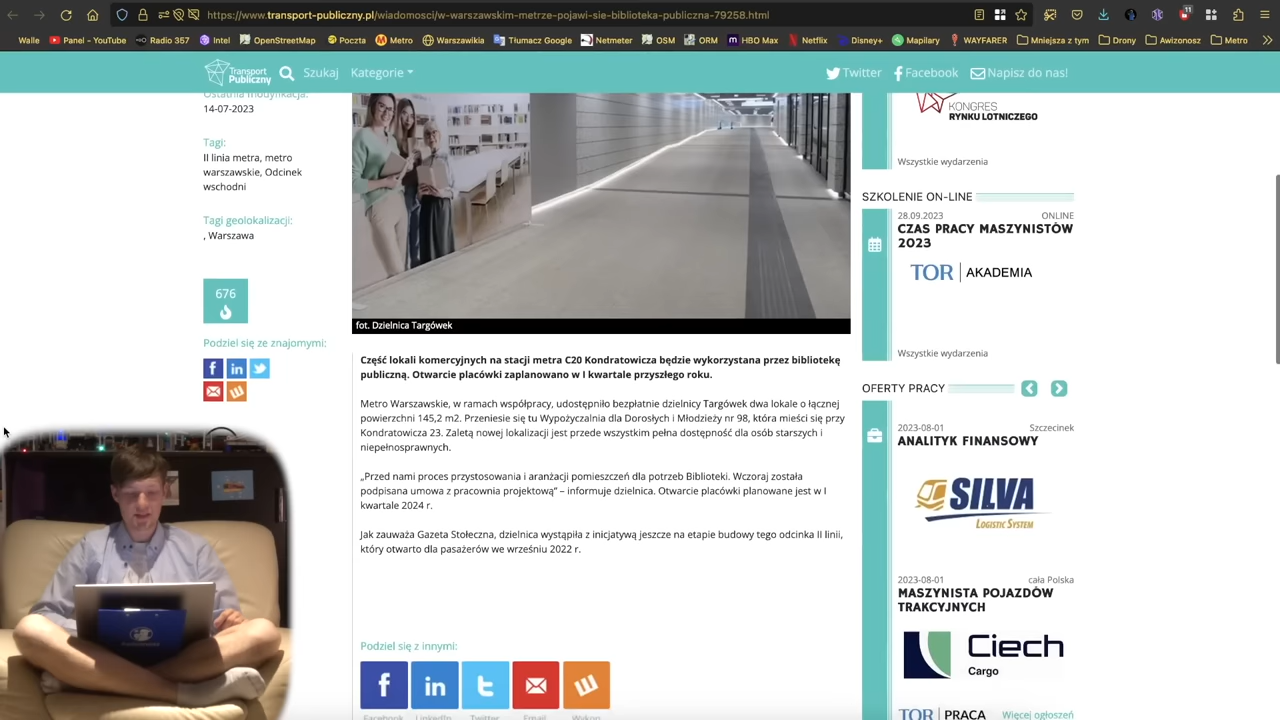 https://www.transport-publiczny.pl/wiadomosci/w-warszawskim-metrze-pojawi-sie-biblioteka-publiczna-79258.html
11
Walle Panel - YouTube Radio 357 Intel OpenStreetMap Poczta Metro Warszawikia Tłumacz Google Netmeter OSM ORM HBO Max Netflix Disney+ Mapilary WAYFARER Mniejsza z tym Drony Awizonosz Metro
Transport
Publiczny
Szukaj Kategorie
Twitter Facebook Napisz do nas!
Ostatnia modyfikacja:
14-07-2023
Tagi:
II linia metra, metro
warszawskie, Odcinek
wschodni
Tagi geolokalizacji:
, Warszawa
676
Podziel się ze znajomymi:
fot. Dzielnica Targówek
Część lokali komercyjnych na stacji metra C20 Kondratowicza będzie wykorzystana przez bibliotekę
publiczną. Otwarcie placówki zaplanowano w I kwartale przyszłego roku.
Metro Warszawskie, w ramach współpracy, udostępniło bezpłatnie dzielnicy Targówek dwa lokale o łącznej
powierzchni 145,2 m2. Przeniesie się tu Wypożyczalnia dla Dorosłych i Młodzieży nr 98, która mieści się przy
Kondratowicza 23. Zaletą nowej lokalizacji jest przede wszystkim pełna dostępność dla osób starszych i
niepełnosprawnych.
„Przed nami proces przystosowania i aranżacji pomieszczeń dla potrzeb Biblioteki. Wczoraj została
podpisana umowa z pracownia projektową” – informuje dzielnica. Otwarcie placówki planowane jest w I
kwartale 2024 r.
Jak zauważa Gazeta Stołeczna, dzielnica wystąpiła z inicjatywą jeszcze na etapie budowy tego odcinka II linii,
który otwarto dla pasażerów we wrześniu 2022 r.
Podziel się z innymi:
Facebook LinkedIn Twitter Email Wykop
KONGRES
RYNKU LOTNICZEGO
Wszystkie wydarzenia
SZKOLENIE ON-LINE
28.09.2023 ONLINE
CZAS PRACY MASZYNISTÓW
2023
TOR AKADEMIA
Wszystkie wydarzenia
OFERTY PRACY
2023-08-01 Szczecinek
ANALITYK FINANSOWY
SILVA
LOGISTIC SYSTEM
2023-08-01 cała Polska
MASZYNISTA POJAZDÓW
TRAKCYJNYCH
Ciech
Cargo
TOR PRACA Więcej ogłoszeń